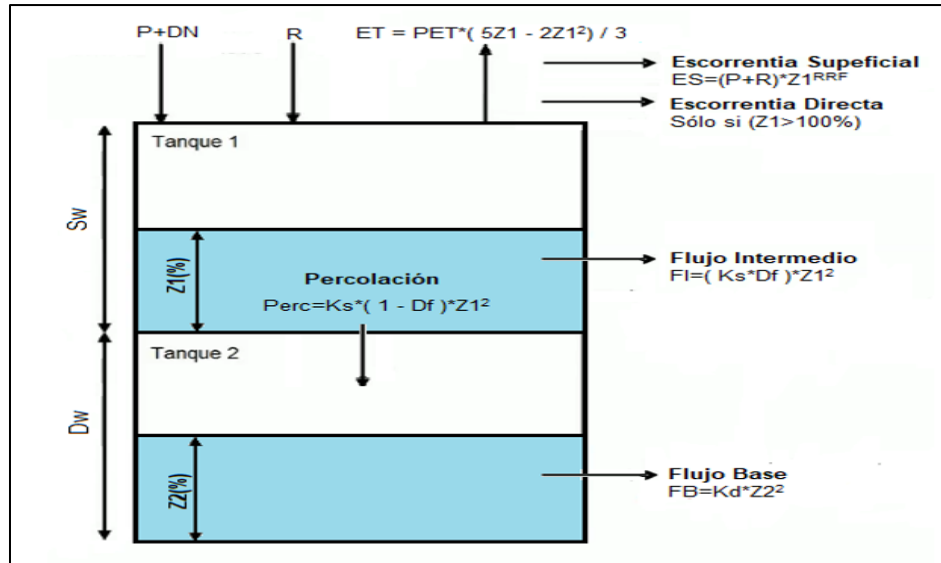 P+DN
R
ET = PET*( 5Z1 - 2Z1²) / 3
Escorrentia Supeficial
ES=(P+R)*Z1ᴿᴿᶠ
Escorrentia Directa
Sólo si (Z1>100%)
Tanque 1
Sw
Z1(%)
Percolación
Perc=Ks*( 1 - Df )*Z1²
Flujo Intermedio
FI=( Ks*Df )*Z1²
Tanque 2
Dw
Z2(%)
Flujo Base
FB=Kd*Z2²